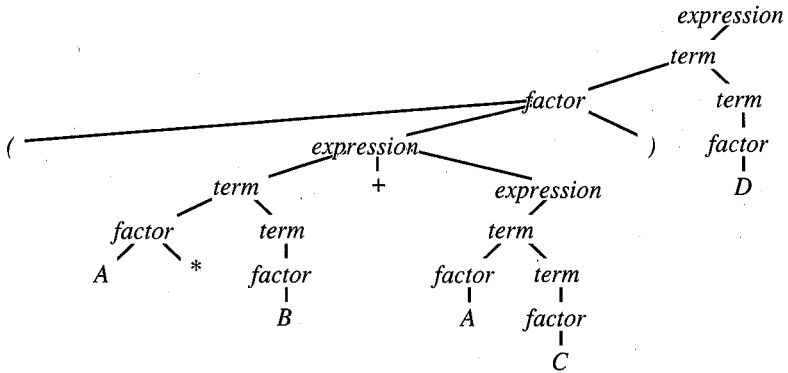 expression
term
factor term
( expression ) factor
term + expression D
factor term term
A * factor factor term
B A factor
C